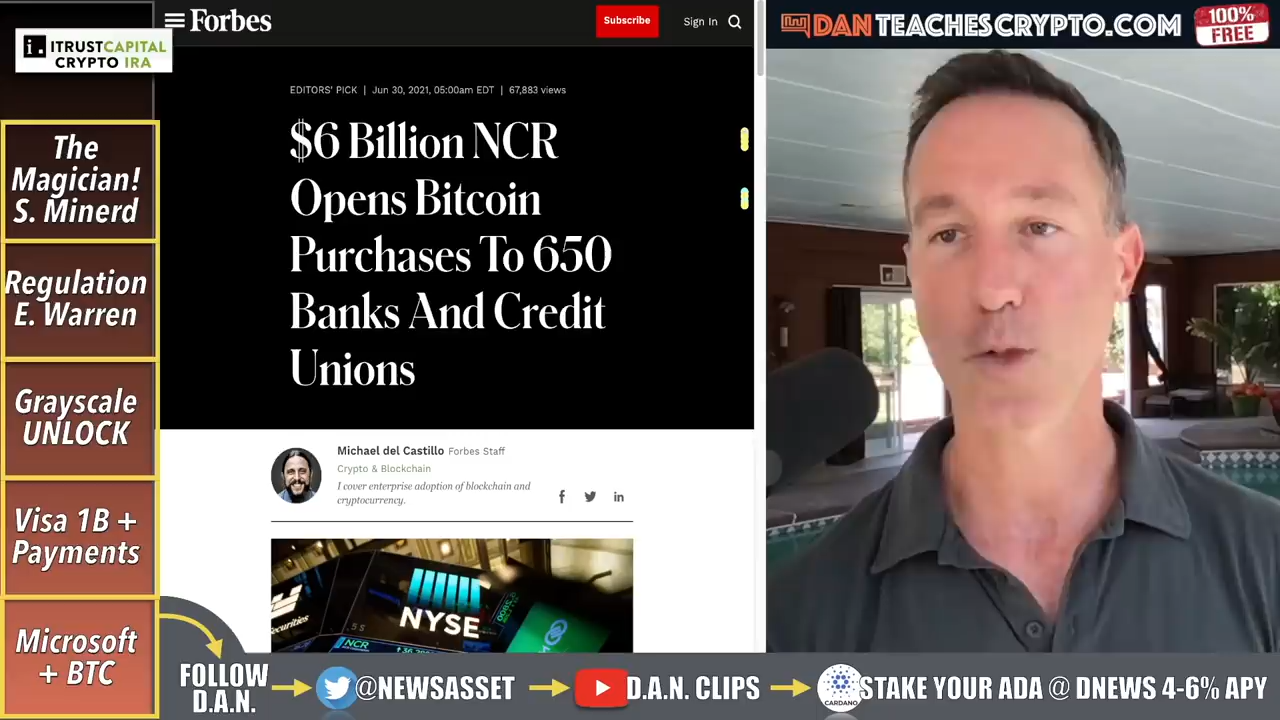 Forbes
Subscribe
Sign In
DANTEACHESCRYPTO.COM
100%
FREE
i.
ITRUSTCAPITAL
CRYPTO IRA
EDITORS' PICK | Jun 30, 2021, 05:00am EDT | 67,883 views
$6 Billion NCR
Opens Bitcoin
Purchases To 650
Banks And Credit
Unions
Michael del Castillo Forbes Staff
Crypto & Blockchain
I cover enterprise adoption of blockchain and
cryptocurrency.
f
in
NYSE
NCR
The
Magician!
S. Minerd
Regulation
E. Warren
Grayscale
UNLOCK
Visa 1B +
Payments
Microsoft
+ BTC
FOLLOW
D.A.N.
@NEWSASSET
D.A.N. CLIPS
CARDANO
STAKE YOUR ADA @ DNEWS 4-6% APY